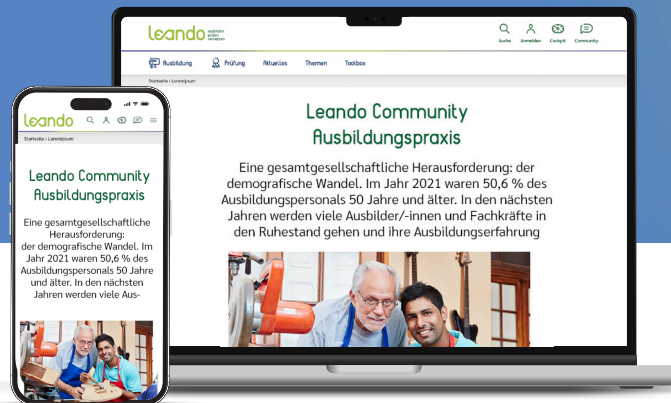 Leando
ausbilden
prüfen
vernetzen
Suche Anmelden Cockpit Community
Ausbildung Prüfung Aktuelles Themen Toolbox
Startseite › Loremipsum
Leando Community
Ausbildungspraxis
Eine gesamtgesellschaftliche Herausforderung: der
demografische Wandel. Im Jahr 2021 waren 50,6 % des
Ausbildungspersonals 50 Jahre und älter. In den nächsten
Jahren werden viele Ausbilder/-innen und Fachkräfte in
den Ruhestand gehen und ihre Ausbildungserfahrung
Leando
Startseite › Loremipsum
Leando Community
Ausbildungspraxis
Eine gesamtgesellschaftliche
Herausforderung:
der demografische Wandel. Im
Jahr 2021 waren 50,6 % des
Ausbildungspersonals 50 Jahre
und älter. In den nächsten
Jahren werden viele Aus-